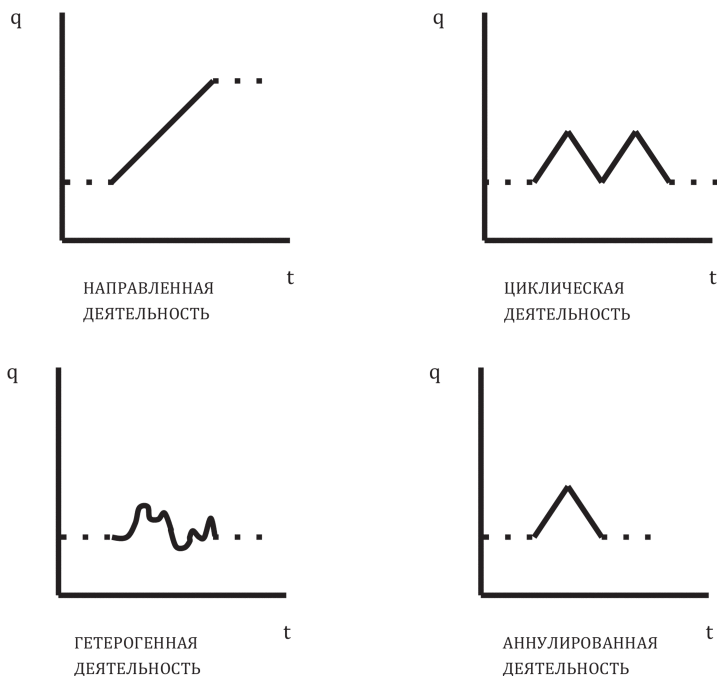 q
t
НАПРАВЛЕННАЯ
ДЕЯТЕЛЬНОСТЬ
q
t
ЦИКЛИЧЕСКАЯ
ДЕЯТЕЛЬНОСТЬ
q
t
ГЕТЕРОГЕННАЯ
ДЕЯТЕЛЬНОСТЬ
q
t
АННУЛИРОВАННАЯ
ДЕЯТЕЛЬНОСТЬ